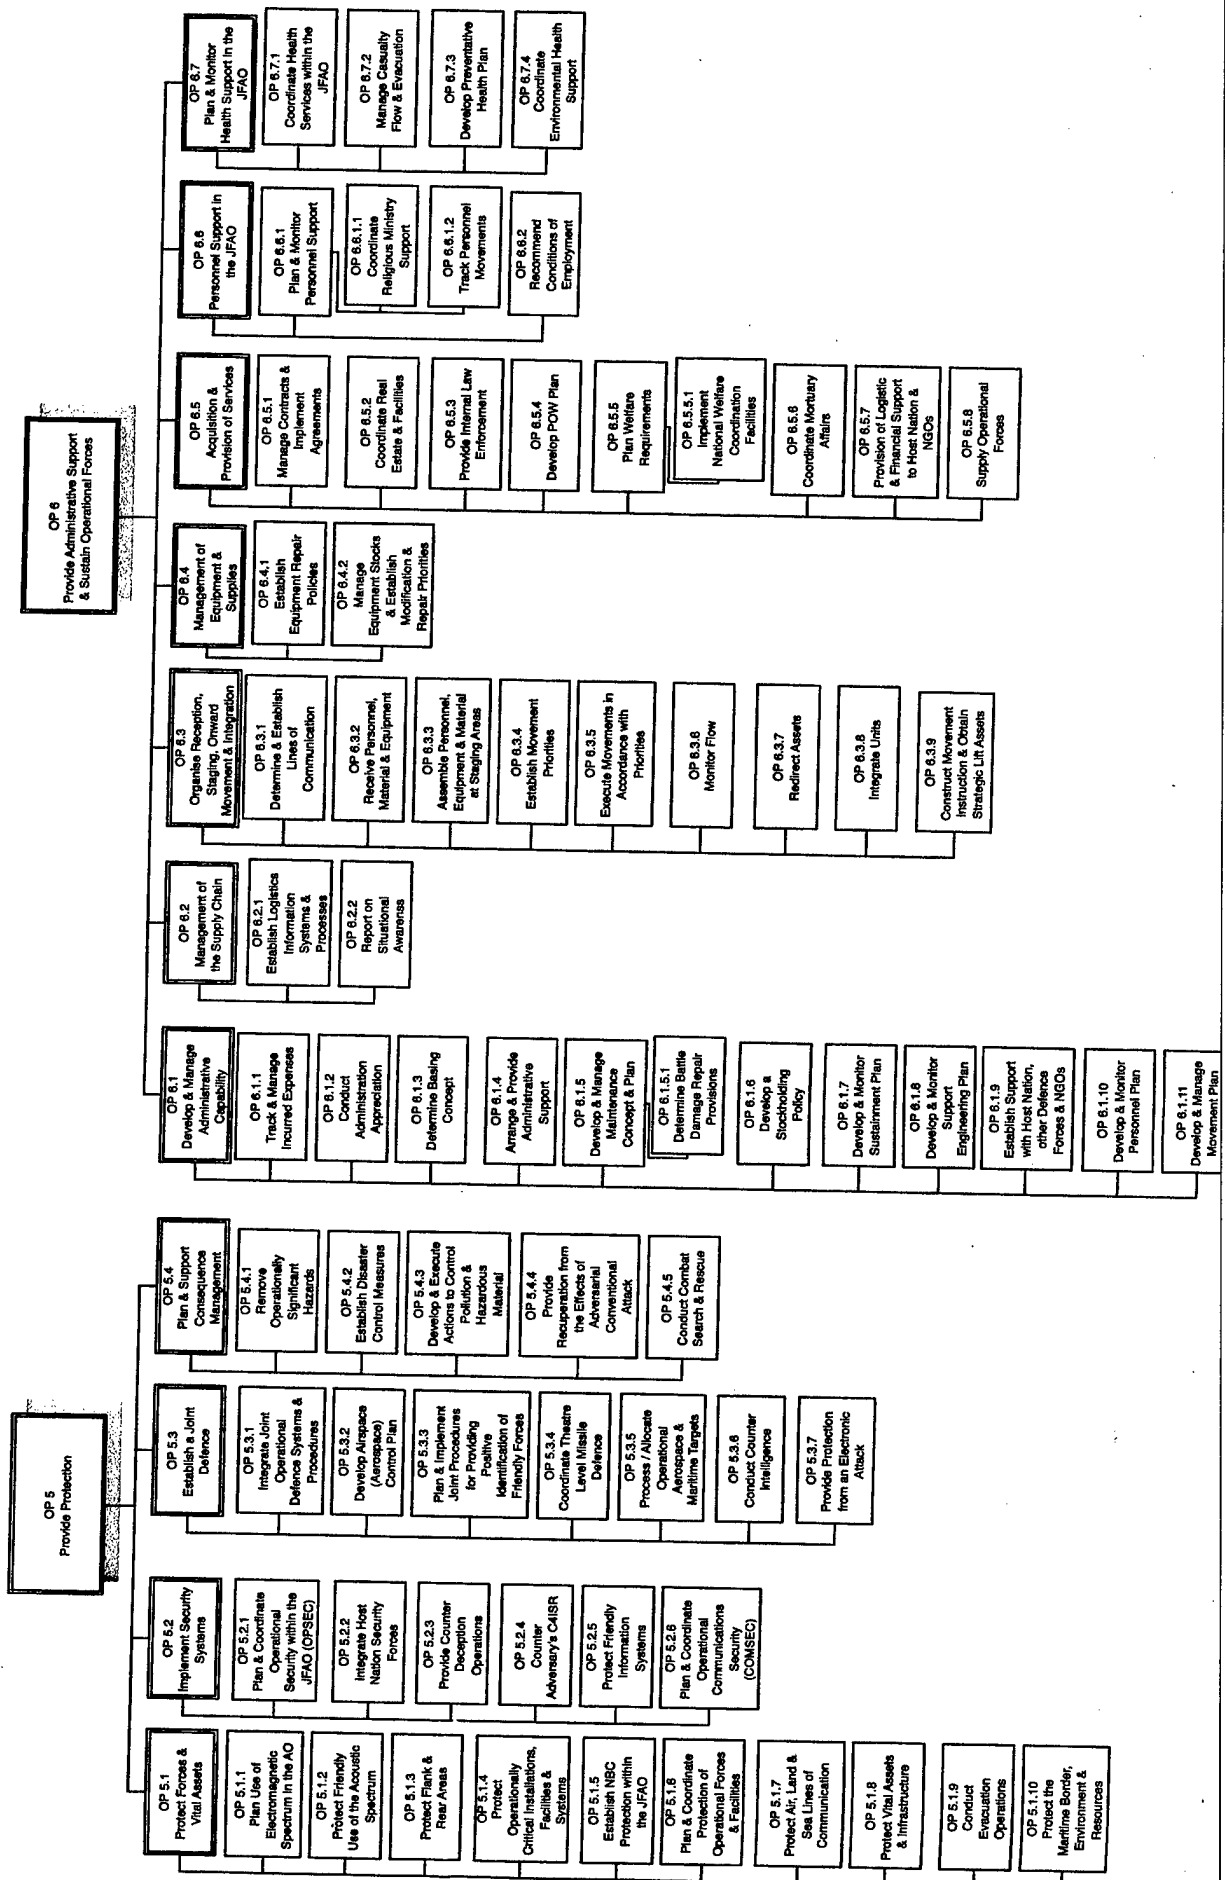 OP 5
Provide Protection
OP 5.1
Protect Forces &
Vital Assets
OP 5.1.1
Plan Use of
Electromagnetic
Spectrum in the AO
OP 5.1.2
Protect Friendly
Use of the Acoustic
Spectrum
OP 5.1.3
Protect Flank &
Rear Areas
OP 5.1.4
Protect
Operationally
Critical Installations,
Facilities &
Systems
OP 5.1.5
Establish NBC
Protection within
the JFAO
OP 5.1.6
Plan & Coordinate
Protection of
Operational Forces
& Facilities
OP 5.1.7
Protect Air, Land &
Sea Lines of
Communication
OP 5.1.8
Protect Vital Assets
& Infrastructure
OP 5.1.9
Conduct
Evacuation
Operations
OP 5.1.10
Protect the
Maritime Border,
Environment &
Resources
OP 5.2
Implement Security
Systems
OP 5.2.1
Plan & Coordinate
Operational
Security within the
JFAO (OPSEC)
OP 5.2.2
Integrate Host
Nation Security
Forces
OP 5.2.3
Provide Counter
Deception
Operations
OP 5.2.4
Counter
Adversary's C4ISR
OP 5.2.5
Protect Friendly
Information
Systems
OP 5.2.6
Plan & Coordinate
Operational
Communications
Security
(COMSEC)
OP 5.3
Establish a Joint
Defence
OP 5.3.1
Integrate Joint
Operational
Defence Systems &
Procedures
OP 5.3.2
Develop Airspace
(Aerospace)
Control Plan
OP 5.3.3
Plan & Implement
Joint Procedures
for Providing
Positive
Identification of
Friendly Forces
OP 5.3.4
Coordinate Theatre
Level Missile
Defence
OP 5.3.5
Process / Allocate
Operational
Aerospace &
Maritime Targets
OP 5.3.6
Conduct Counter
Intelligence
OP 5.3.7
Provide Protection
from an Electronic
Attack
OP 5.4
Plan & Support
Consequence
Management
OP 5.4.1
Remove
Operationally
Significant
Hazards
OP 5.4.2
Establish Disaster
Control Measures
OP 5.4.3
Develop & Execute
Actions to Control
Pollution &
Hazardous
Material
OP 5.4.4
Provide
Recuperation from
the Effects of
Adversarial
Conventional
Attack
OP 5.4.5
Conduct Combat
Search & Rescue
OP 6
Provide Administrative Support
& Sustain Operational Forces
OP 6.1
Develop & Manage
Administrative
Capability
OP 6.1.1
Track & Manage
Incurred Expenses
OP 6.1.2
Conduct
Administration
Appreciation
OP 6.1.3
Determine Basing
Concept
OP 6.1.4
Arrange & Provide
Administrative
Support
OP 6.1.5
Develop & Manage
Maintenance
Concept & Plan
OP 6.1.5.1
Determine Battle
Damage Repair
Provisions
OP 6.1.6
Develop a
Stockholding
Policy
OP 6.1.7
Develop & Monitor
Sustainment Plan
OP 6.1.8
Develop & Monitor
Support
Engineering Plan
OP 6.1.9
Establish Support
with Host Nation,
other Defence
Forces & NGOs
OP 6.1.10
Develop & Monitor
Personnel Plan
OP 6.1.11
Develop & Manage
Movement Plan
OP 6.2
Management of
the Supply Chain
OP 6.2.1
Establish Logistics
Information
Systems &
Processes
OP 6.2.2
Report on
Situational
Awarenss
OP 6.3
Organise Reception,
Staging, Onward
Movement & Integration
OP 6.3.1
Determine & Establish
Lines of
Communication
OP 6.3.2
Receive Personnel,
Material & Equipment
OP 6.3.3
Assemble Personnel,
Equipment & Material
at Staging Areas
OP 6.3.4
Establish Movement
Priorities
OP 6.3.5
Execute Movements in
Accordance with
Priorities
OP 6.3.6
Monitor Flow
OP 6.3.7
Redirect Assets
OP 6.3.8
Integrate Units
OP 6.3.9
Construct Movement
Instruction & Obtain
Strategic Lift Assets
OP 6.4
Management of
Equipment &
Supplies
OP 6.4.1
Establish
Equipment Repair
Policies
OP 6.4.2
Manage
Equipment Stocks
& Establish
Modification &
Repair Priorities
OP 6.5
Acquisition &
Provision of Services
OP 6.5.1
Manage Contracts &
Implement
Agreements
OP 6.5.2
Coordinate Real
Estate & Facilities
OP 6.5.3
Provide Internal Law
Enforcement
OP 6.5.4
Develop POW Plan
OP 6.5.5
Plan Welfare
Requirements
OP 6.5.5.1
Implement
National Welfare
Coordination
Facilities
OP 6.5.6
Coordinate Mortuary
Affairs
OP 6.5.7
Provision of Logistic
& Financial Support
to Host Nation &
NGOs
OP 6.5.8
Supply Operational
Forces
OP 6.6
Personnel Support in
the JFAO
OP 6.6.1
Plan & Monitor
Personnel Support
OP 6.6.1.1
Coordinate
Religious Ministry
Support
OP 6.6.1.2
Track Personnel
Movements
OP 6.6.2
Recommend
Conditions of
Employment
OP 6.7
Plan & Monitor
Health Support in the
JFAO
OP 6.7.1
Coordinate Health
Services within the
JFAO
OP 6.7.2
Manage Casualty
Flow & Evacuation
OP 6.7.3
Develop Preventative
Health Plan
OP 6.7.4
Coordinate
Environmental Health
Support